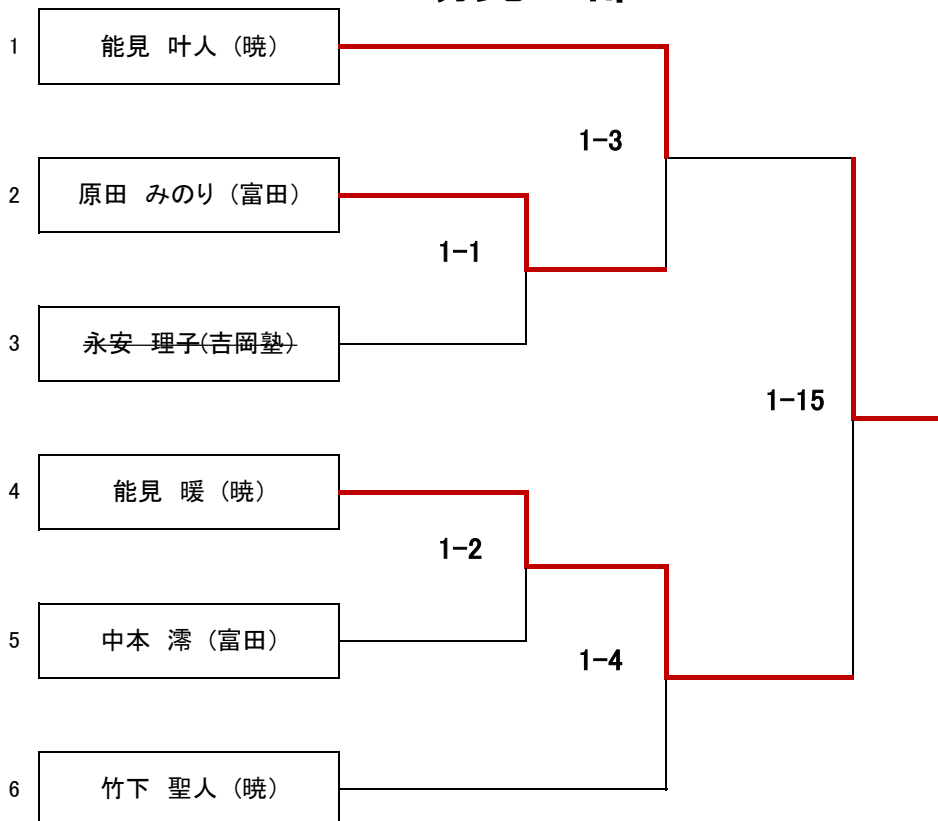 1
能見 叶人（暁）
1-3
2
原田 みのり（富田）
1-1
3
永安 理子(吉岡塾）
1-15
4
能見 暖（暁）
1-2
5
中本 澪（富田）
1-4
6
竹下 聖人（暁）